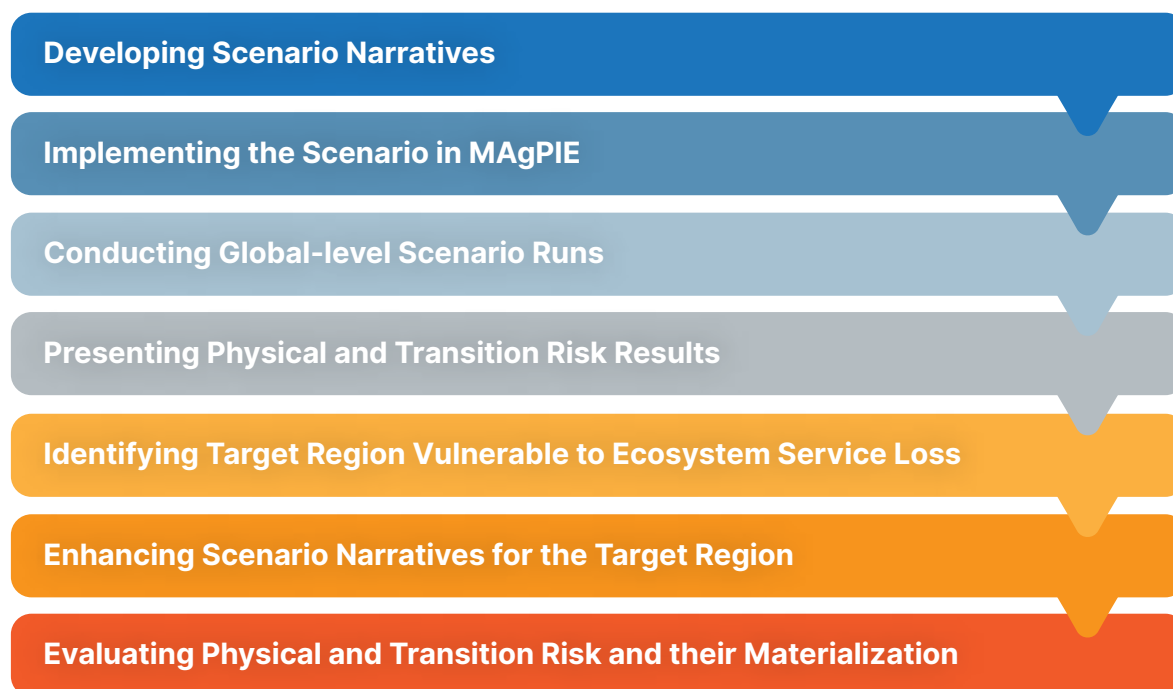 Developing Scenario Narratives
Implementing the Scenario in MAgPIE
Conducting Global-level Scenario Runs
Presenting Physical and Transition Risk Results
Identifying Target Region Vulnerable to Ecosystem Service Loss
Enhancing Scenario Narratives for the Target Region
Evaluating Physical and Transition Risk and their Materialization